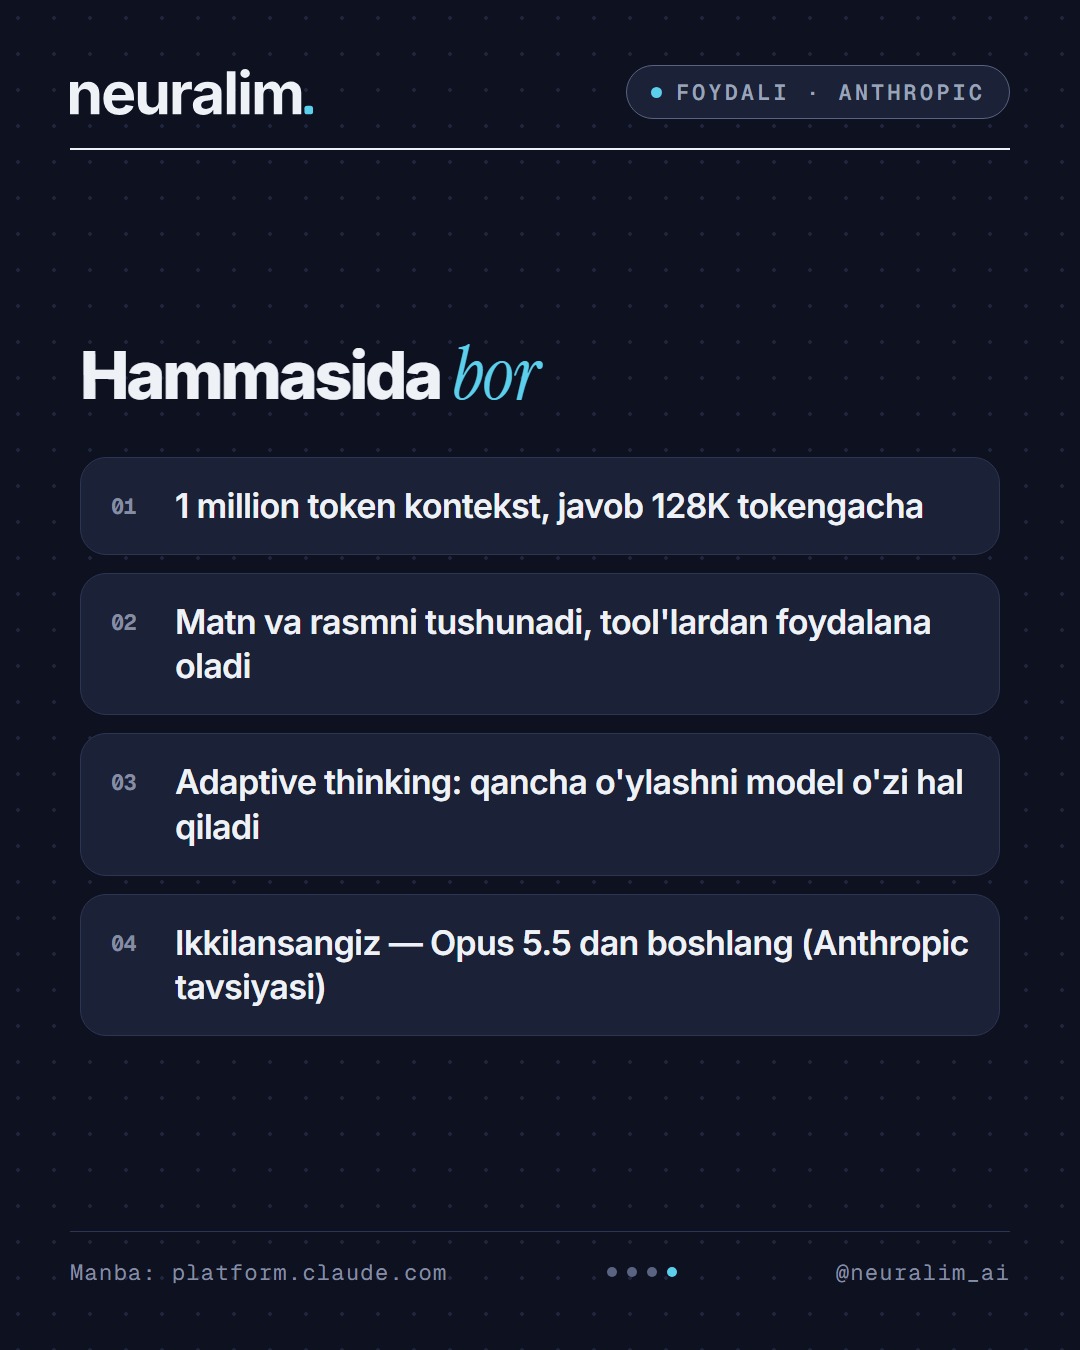 neuralim.
FOYDALI · ANTHROPIC
Hammasida bor
01 1 million token kontekst, javob 128K tokengacha
02 Matn va rasmni tushunadi, tool'lardan foydalana
oladi
03 Adaptive thinking: qancha o'ylashni model o'zi hal
qiladi
04 Ikkilansangiz — Opus 5.5 dan boshlang (Anthropic
tavsiyasi)
Manba: platform.claude.com
@neuralim_ai